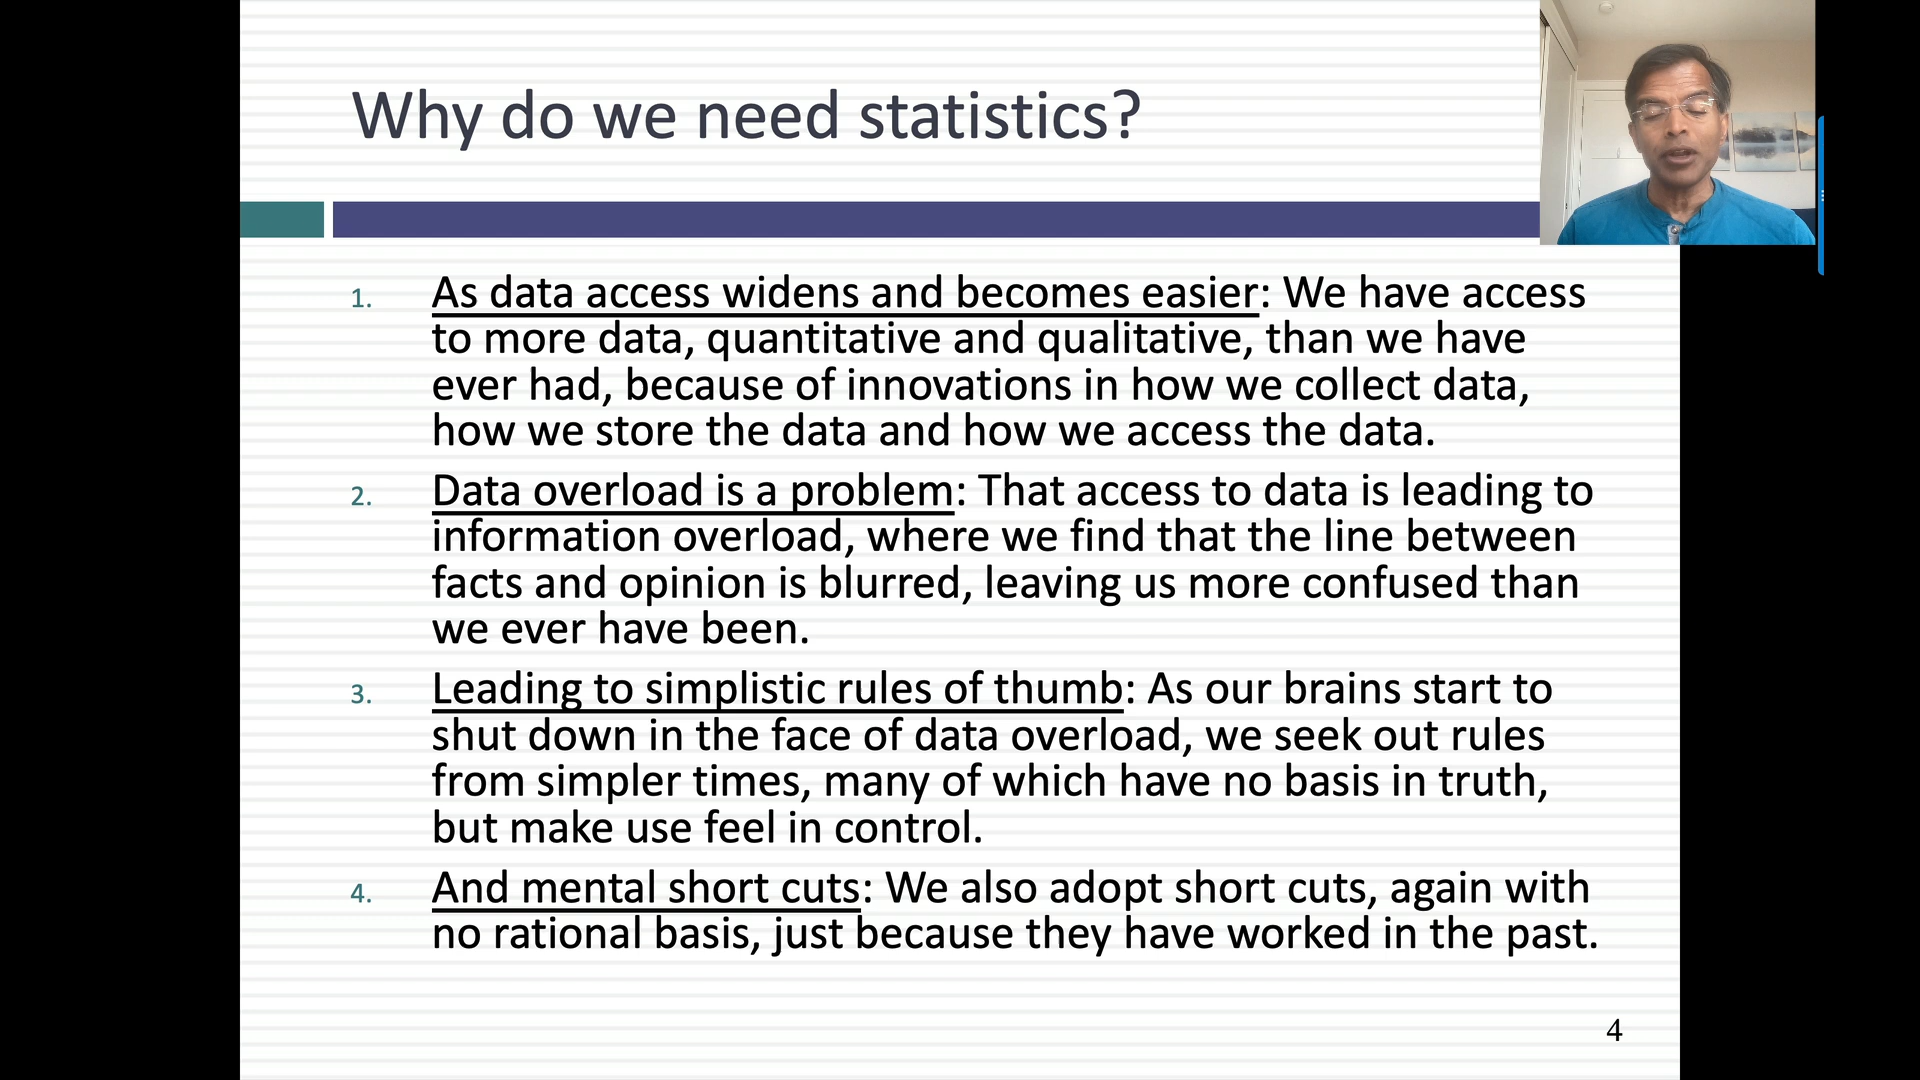 Why do we need statistics?
1. As data access widens and becomes easier: We have access
to more data, quantitative and qualitative, than we have
ever had, because of innovations in how we collect data,
how we store the data and how we access the data.
2. Data overload is a problem: That access to data is leading to
information overload, where we find that the line between
facts and opinion is blurred, leaving us more confused than
we ever have been.
3. Leading to simplistic rules of thumb: As our brains start to
shut down in the face of data overload, we seek out rules
from simpler times, many of which have no basis in truth,
but make use feel in control.
4. And mental short cuts: We also adopt short cuts, again with
no rational basis, just because they have worked in the past.
4